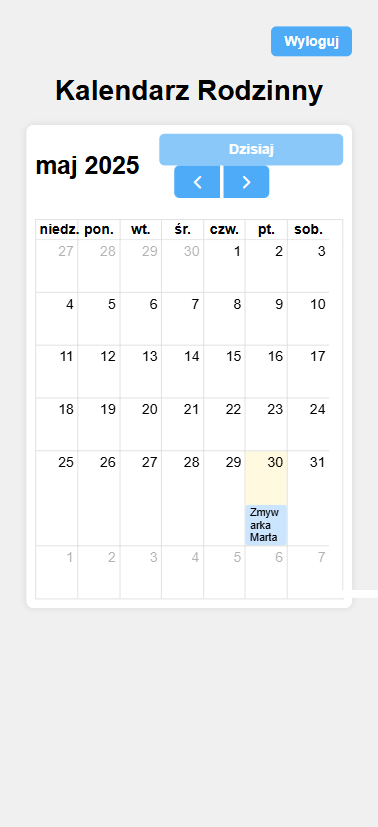 Wyloguj
Kalendarz Rodzinny
Dzisiaj
maj 2025
niedz. pon. wt. śr. czw. pt. sob.
27 28 29 30 1 2 3
4 5 6 7 8 9 10
11 12 13 14 15 16 17
18 19 20 21 22 23 24
25 26 27 28 29 30 31
Zmyw
arka
Marta
1 2 3 4 5 6 7